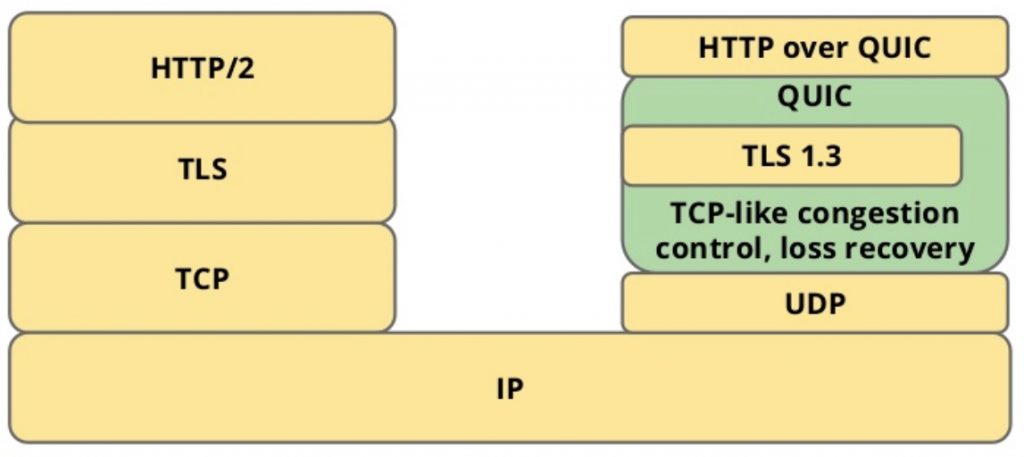 HTTP/2
TLS
TCP
HTTP over QUIC
QUIC
TLS 1.3
TCP-like congestion
control, loss recovery
UDP
IP